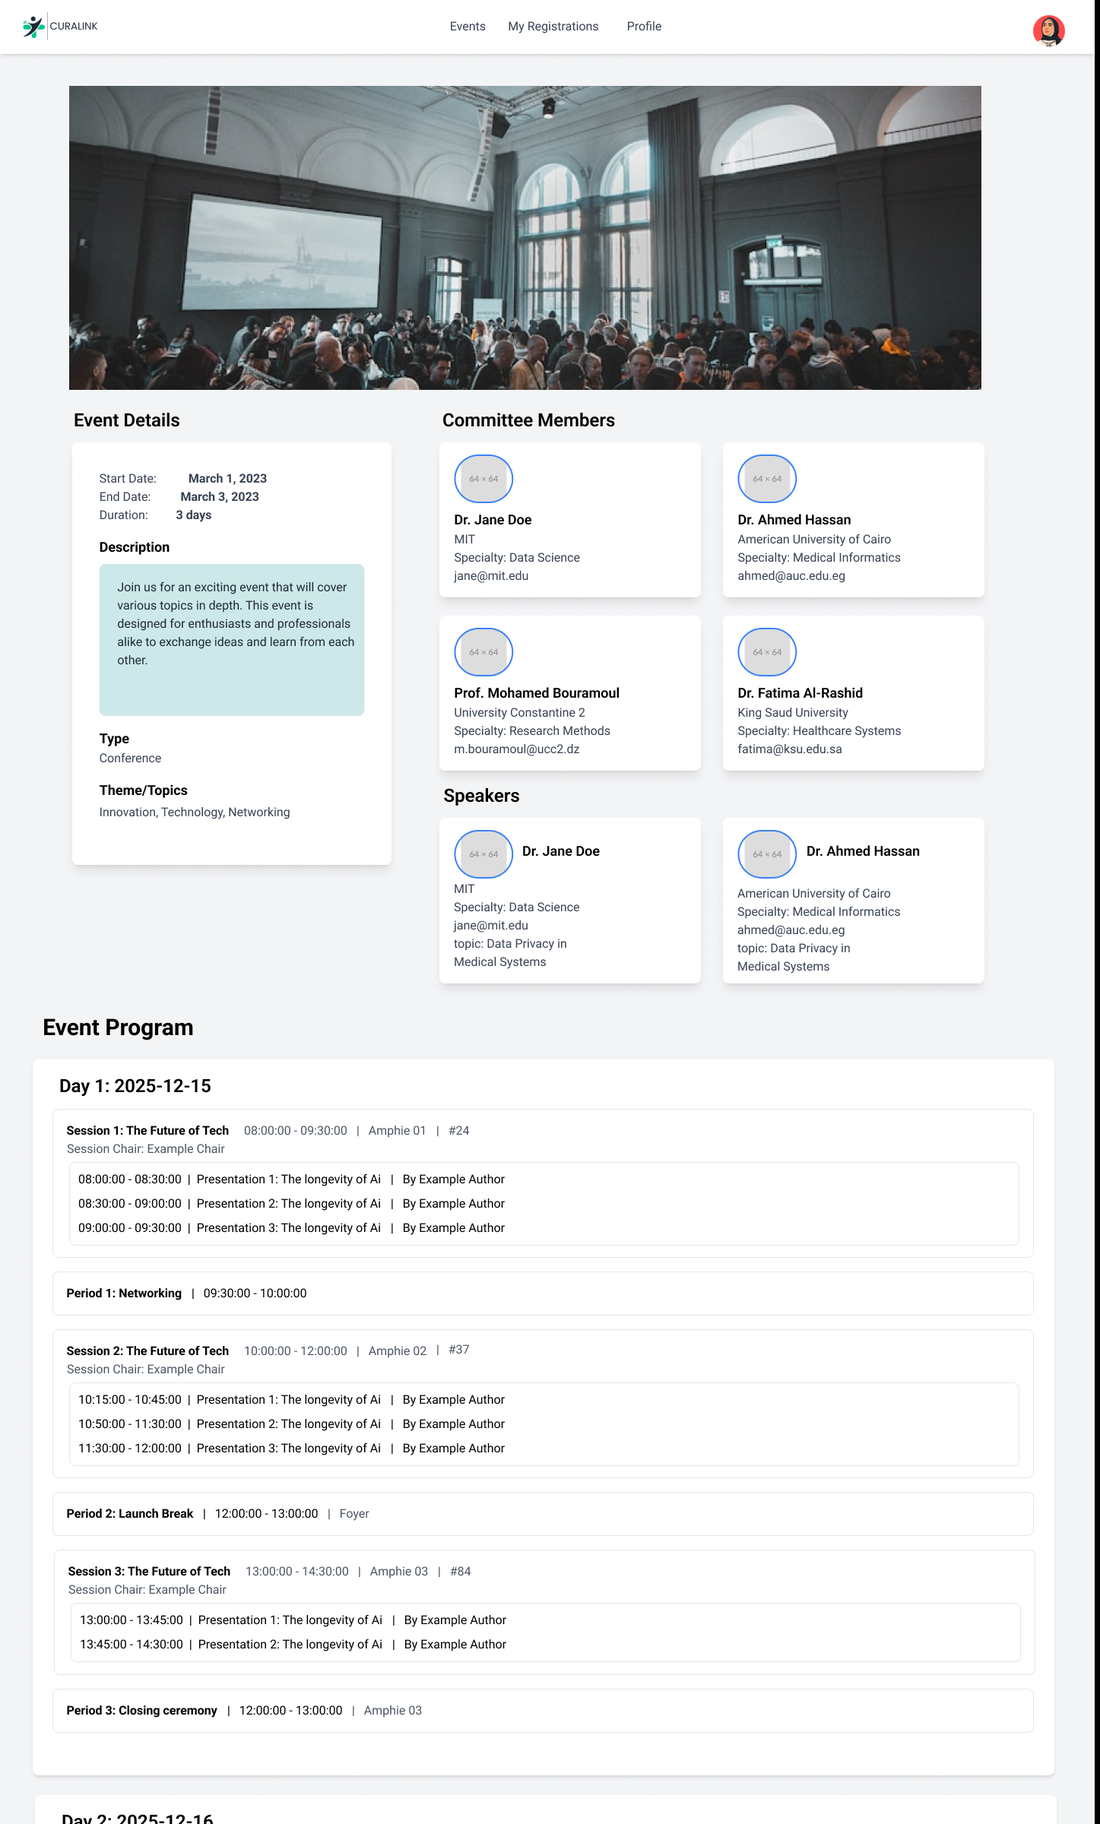 CURALINK
Events My Registrations Profile
Event Details
Start Date: March 1, 2023
End Date: March 3, 2023
Duration: 3 days
Description
Join us for an exciting event that will cover
various topics in depth. This event is
designed for enthusiasts and professionals
alike to exchange ideas and learn from each
other.
Type
Conference
Theme/Topics
Innovation, Technology, Networking
Committee Members
64 × 64
Dr. Jane Doe
MIT
Specialty: Data Science
jane@mit.edu
64 × 64
Dr. Ahmed Hassan
American University of Cairo
Specialty: Medical Informatics
ahmed@auc.edu.eg
64 × 64
Prof. Mohamed Bouramoul
University Constantine 2
Specialty: Research Methods
m.bouramoul@ucc2.dz
64 × 64
Dr. Fatima Al-Rashid
King Saud University
Specialty: Healthcare Systems
fatima@ksu.edu.sa
Speakers
64 × 64
Dr. Jane Doe
MIT
Specialty: Data Science
jane@mit.edu
topic: Data Privacy in
Medical Systems
64 × 64
Dr. Ahmed Hassan
American University of Cairo
Specialty: Medical Informatics
ahmed@auc.edu.eg
topic: Data Privacy in
Medical Systems
Event Program
Day 1: 2025-12-15
Session 1: The Future of Tech 08:00:00 - 09:30:00 | Amphie 01 | #24
Session Chair: Example Chair
08:00:00 - 08:30:00 | Presentation 1: The longevity of Ai | By Example Author
08:30:00 - 09:00:00 | Presentation 2: The longevity of Ai | By Example Author
09:00:00 - 09:30:00 | Presentation 3: The longevity of Ai | By Example Author
Period 1: Networking | 09:30:00 - 10:00:00
Session 2: The Future of Tech 10:00:00 - 12:00:00 | Amphie 02 | #37
Session Chair: Example Chair
10:15:00 - 10:45:00 | Presentation 1: The longevity of Ai | By Example Author
10:50:00 - 11:30:00 | Presentation 2: The longevity of Ai | By Example Author
11:30:00 - 12:00:00 | Presentation 3: The longevity of Ai | By Example Author
Period 2: Launch Break | 12:00:00 - 13:00:00 | Foyer
Session 3: The Future of Tech 13:00:00 - 14:30:00 | Amphie 03 | #84
Session Chair: Example Chair
13:00:00 - 13:45:00 | Presentation 1: The longevity of Ai | By Example Author
13:45:00 - 14:30:00 | Presentation 2: The longevity of Ai | By Example Author
Period 3: Closing ceremony | 12:00:00 - 13:00:00 | Amphie 03
Day 2: 2025-12-16